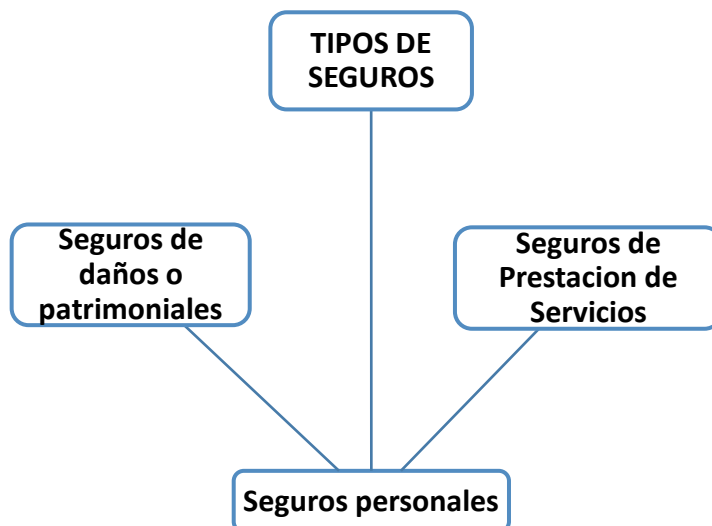 TIPOS DE
SEGUROS
Seguros de
daños o
patrimoniales
Seguros de
Prestacion de
Servicios
Seguros personales